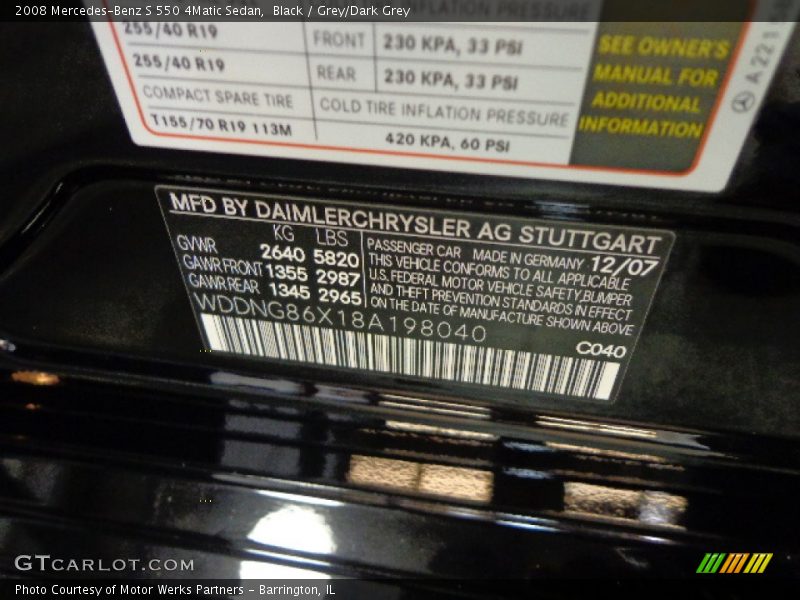 2008 Mercedes-Benz S 550 4Matic Sedan,  Black / Grey/Dark Grey
INFLATION PRESSURE
255/40 R19 FRONT 230 KPA, 33 PSI
255/40 R19 REAR 230 KPA, 33 PSI
COMPACT SPARE TIRE COLD TIRE INFLATION PRESSURE
T155/70 R19 113M 420 KPA, 60 PSI
SEE OWNER'S
MANUAL FOR
ADDITIONAL
INFORMATION
A 221
MFD BY DAIMLERCHRYSLER AG STUTTGART
KG LBS
GVWR 2640 5820
GAWR FRONT 1355 2987
GAWR REAR 1345 2965
PASSENGER CAR MADE IN GERMANY 12/07
THIS VEHICLE CONFORMS TO ALL APPLICABLE
U.S. FEDERAL MOTOR VEHICLE SAFETY, BUMPER
AND THEFT PREVENTION STANDARDS IN EFFECT
ON THE DATE OF MANUFACTURE SHOWN ABOVE
WDDNG86X18A198040
C040
GTCARLOT.COM
Photo Courtesy of Motor Werks Partners - Barrington, IL